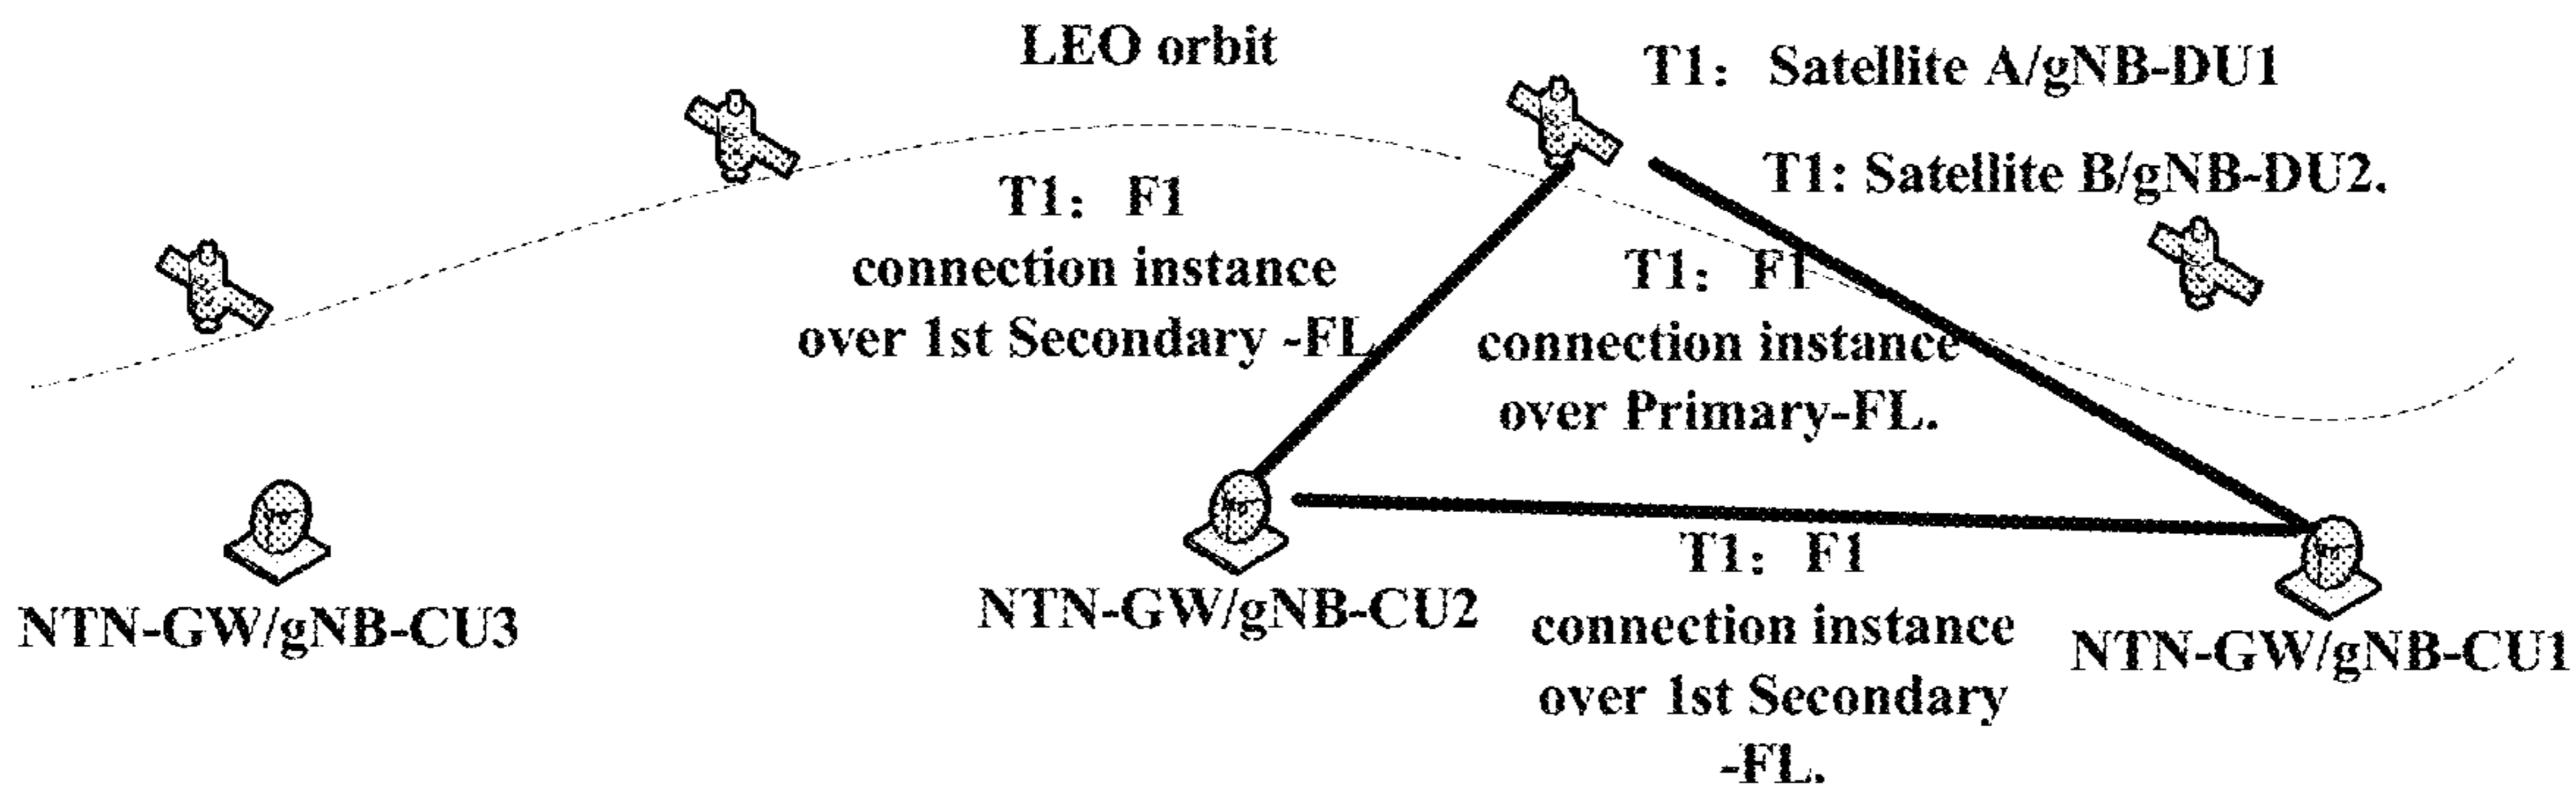 LEO orbit
T1： Satellite A/gNB-DU1
T1: Satellite B/gNB-DU2.
T1： F1
connection instance
over 1st Secondary -FL.
T1： F1
connection instance
over Primary-FL.
NTN-GW/gNB-CU3
NTN-GW/gNB-CU2
T1： F1
connection instance
over 1st Secondary
-FL.
NTN-GW/gNB-CU1